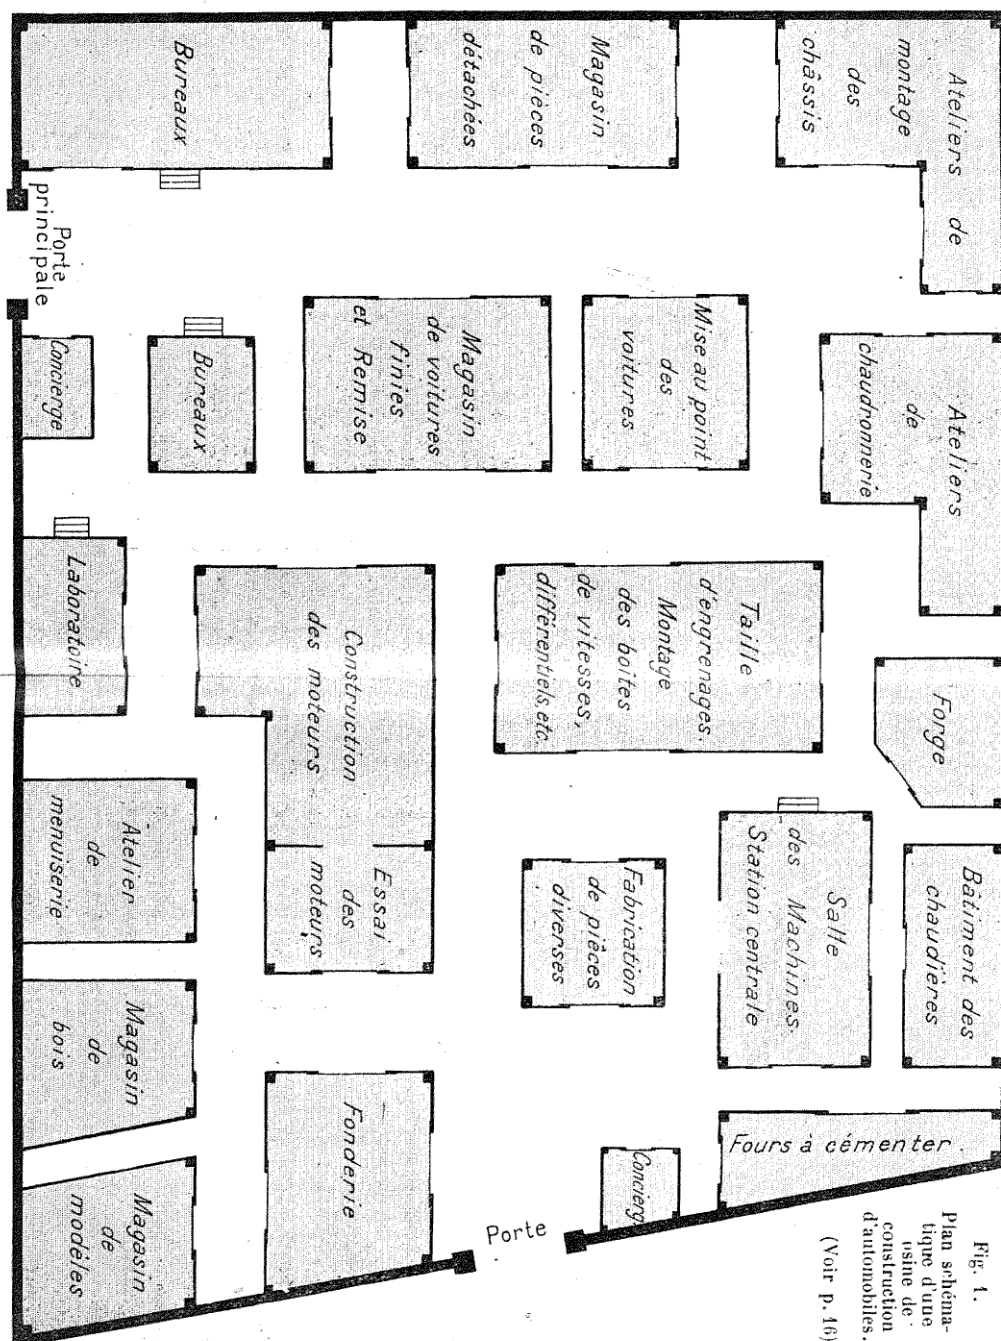 Bureaux
Magasin
de pièces
détachées
Ateliers de
montage
des
châssis
Porte
principale
Concierge
Bureaux
Magasin
de voitures
finies
et Remise
Mise au point
des
voitures
Ateliers
de
chaudronnerie
Laboratoire
Construction
des moteurs
Taille
d'engrenages.
Montage
des boîtes
de vitesses,
différentiels, etc.
Forge
Atelier
de
menuiserie
Essai
des
moteurs
Fabrication
de pièces
diverses
Salle
des Machines.
Station centrale
Bâtiment des
chaudières
Magasin
de
bois
Fonderie
Concierg
Fours à cémenter.
Magasin
de
modèles
Porte
Fig. 1.
Plan schéma-
tique d'une
usine de
construction
d'automobiles.
(Voir p. 16)